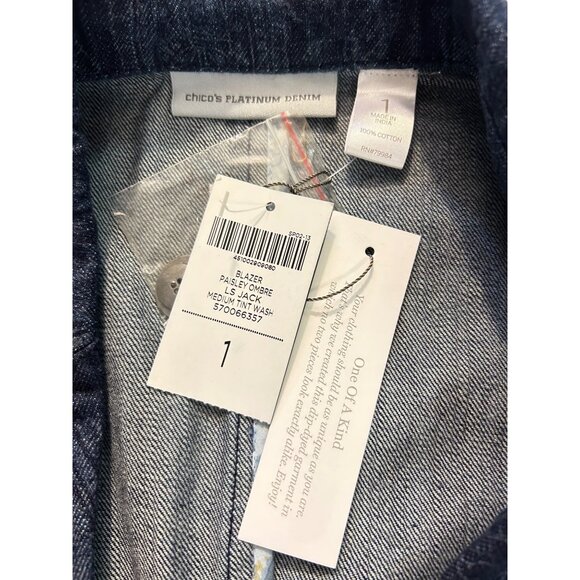 chico's PLATINUM DENIM
1
MADE IN
INDIA
100% COTTON
RN#79984
SP02-13
451002909080
BLAZER
PAISLEY OMBRE
LS JACK
MEDIUM TINT WASH
570066357
1
One Of A Kind
Your clothing should be as unique as you are.
that's why we created this dip-dyed garment in
no two pieces look exactly alike. Enjoy!